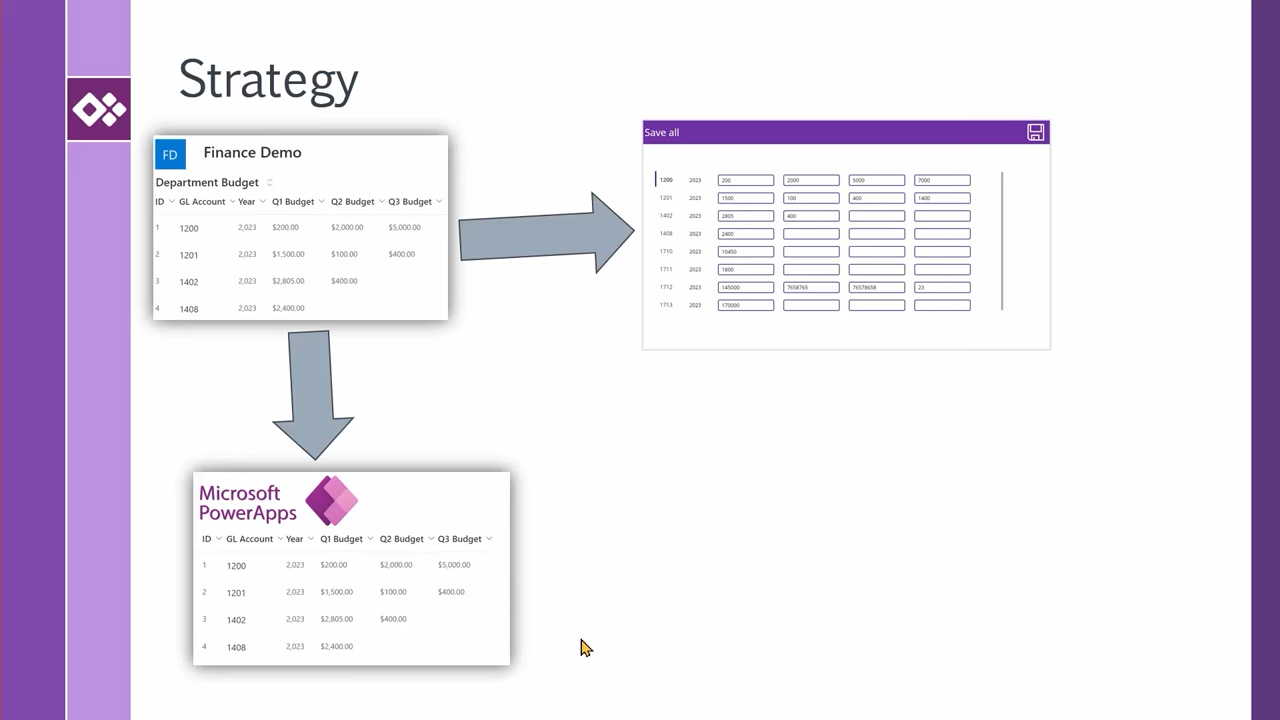 Strategy
FD Finance Demo
Department Budget
ID GL Account Year Q1 Budget Q2 Budget Q3 Budget
1 1200 2,023 $200.00 $2,000.00 $5,000.00
2 1201 2,023 $1,500.00 $100.00 $400.00
3 1402 2,023 $2,805.00 $400.00
4 1408 2,023 $2,400.00
Save all
1200 2023 200 2000 5000 7000
1201 2023 1500 100 400 1400
1402 2023 2805 400
1408 2023 2400
1710 2023 10450
1711 2023 1800
1712 2023 145000 7658765 76578658 23
1713 2023 170000
Microsoft
PowerApps
ID GL Account Year Q1 Budget Q2 Budget Q3 Budget
1 1200 2,023 $200.00 $2,000.00 $5,000.00
2 1201 2,023 $1,500.00 $100.00 $400.00
3 1402 2,023 $2,805.00 $400.00
4 1408 2,023 $2,400.00